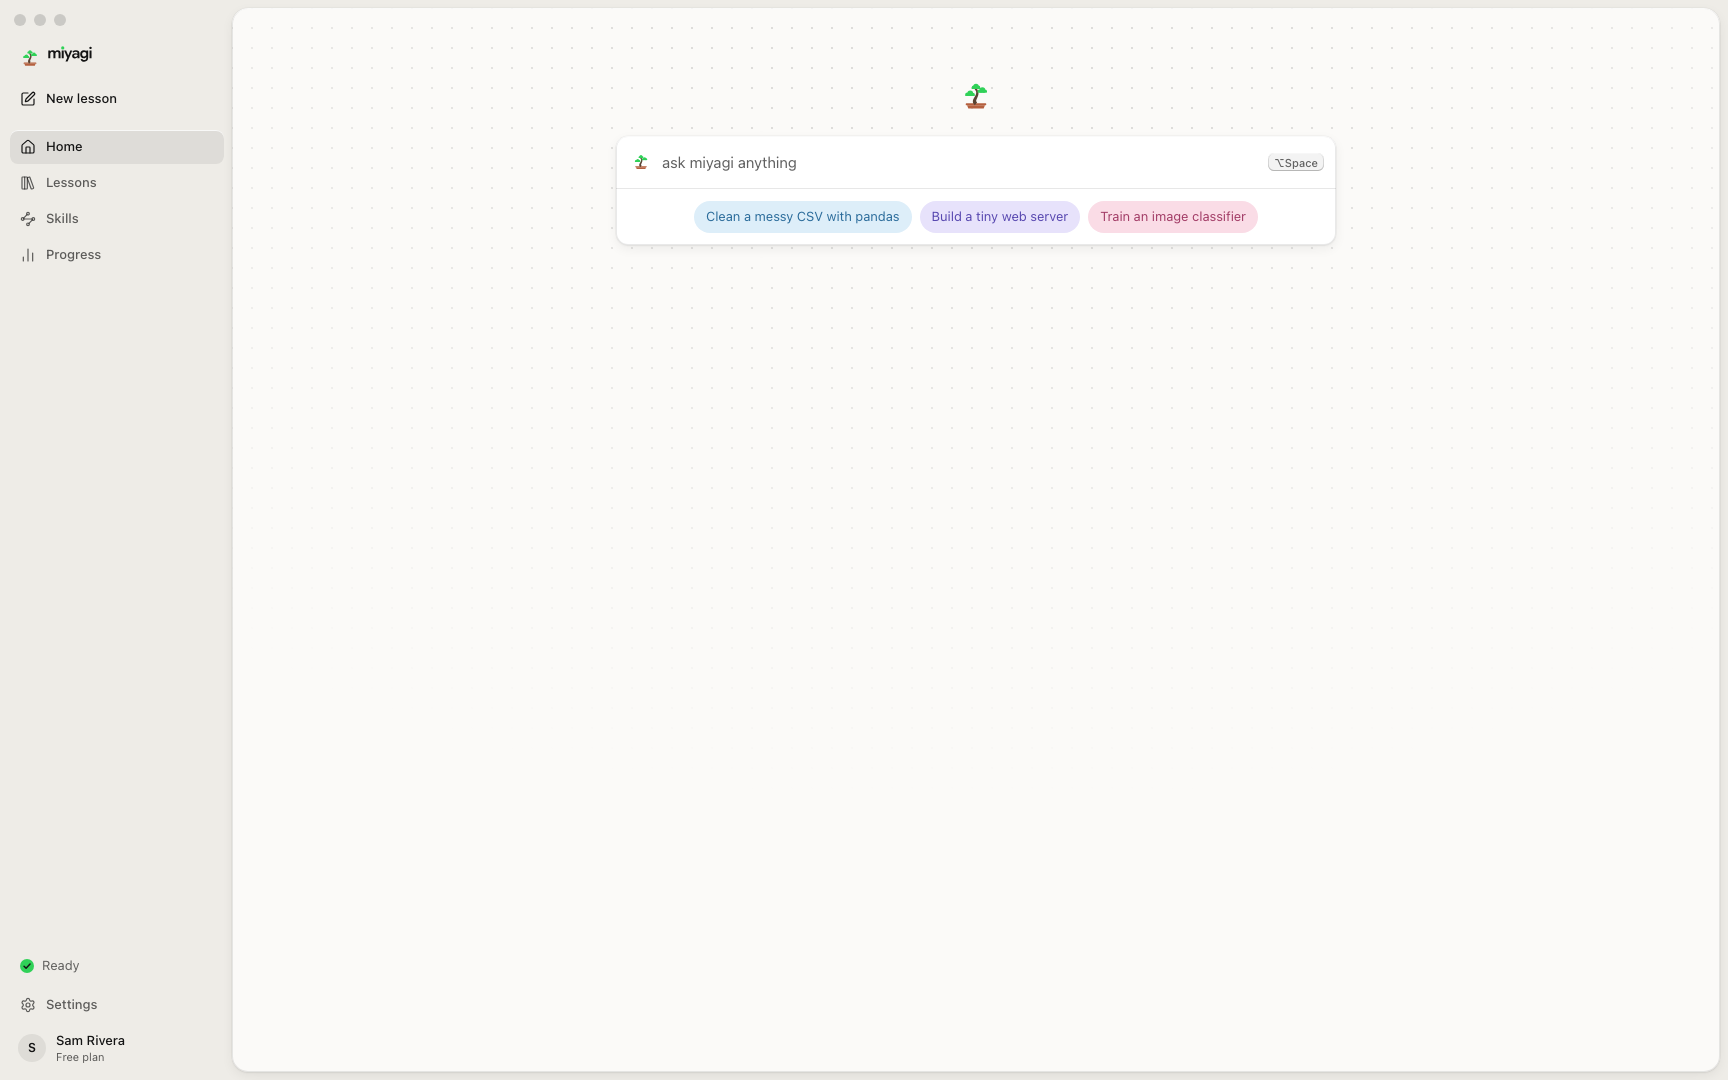 miyagi
New lesson
Home
Lessons
Skills
Progress
ask miyagi anything
⌥Space
Clean a messy CSV with pandas
Build a tiny web server
Train an image classifier
Ready
Settings
S
Sam Rivera
Free plan